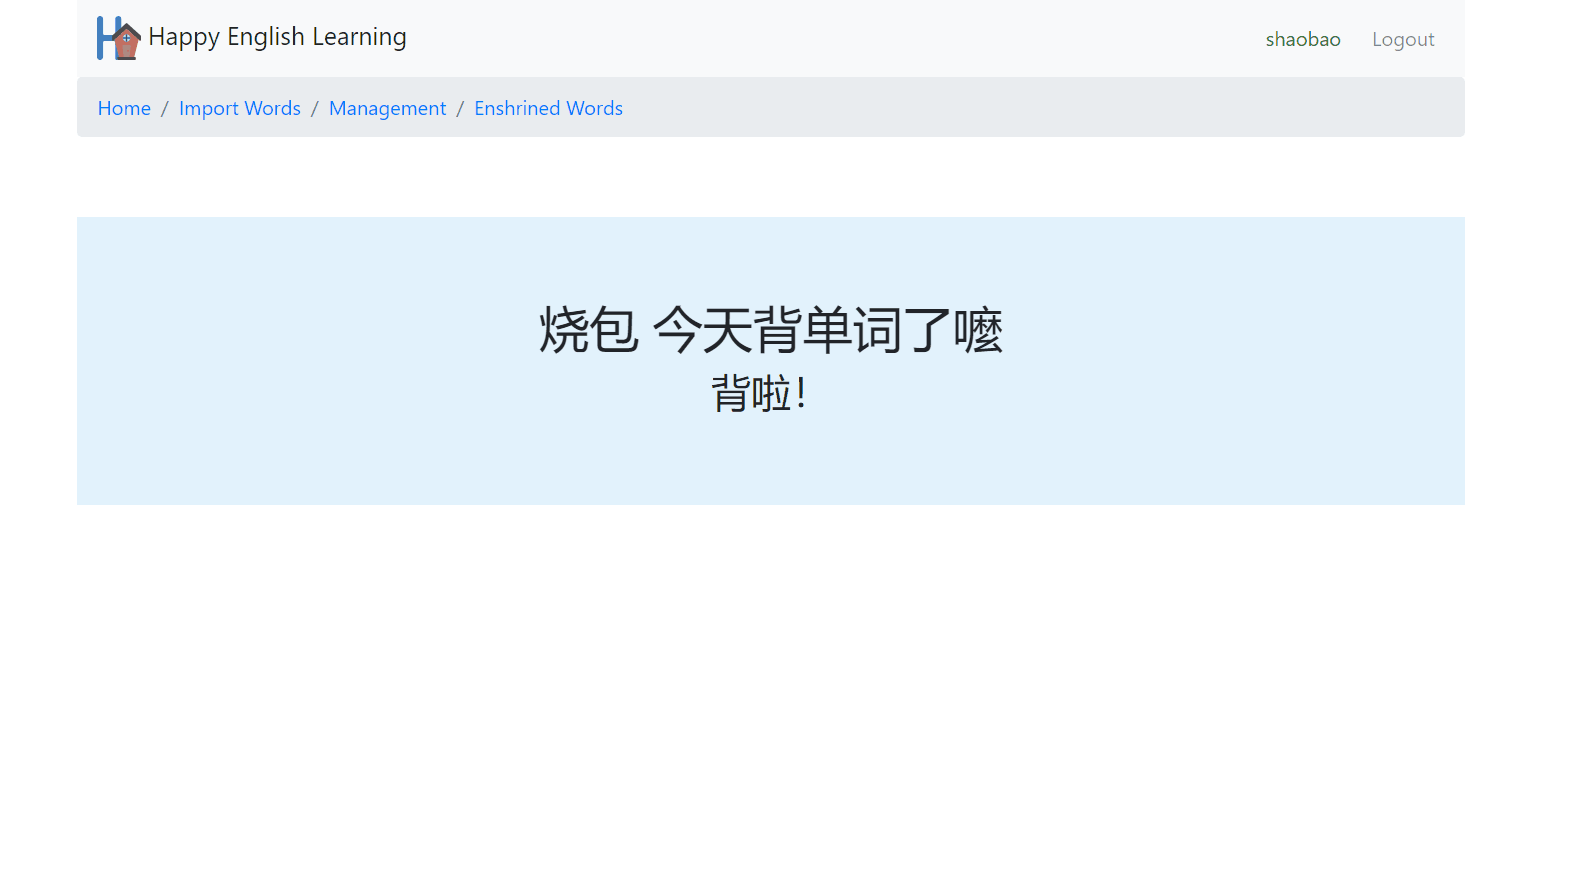 Happy English Learning
shaobao Logout
Home / Import Words / Management / Enshrined Words
烧包 今天背单词了嚒
背啦！